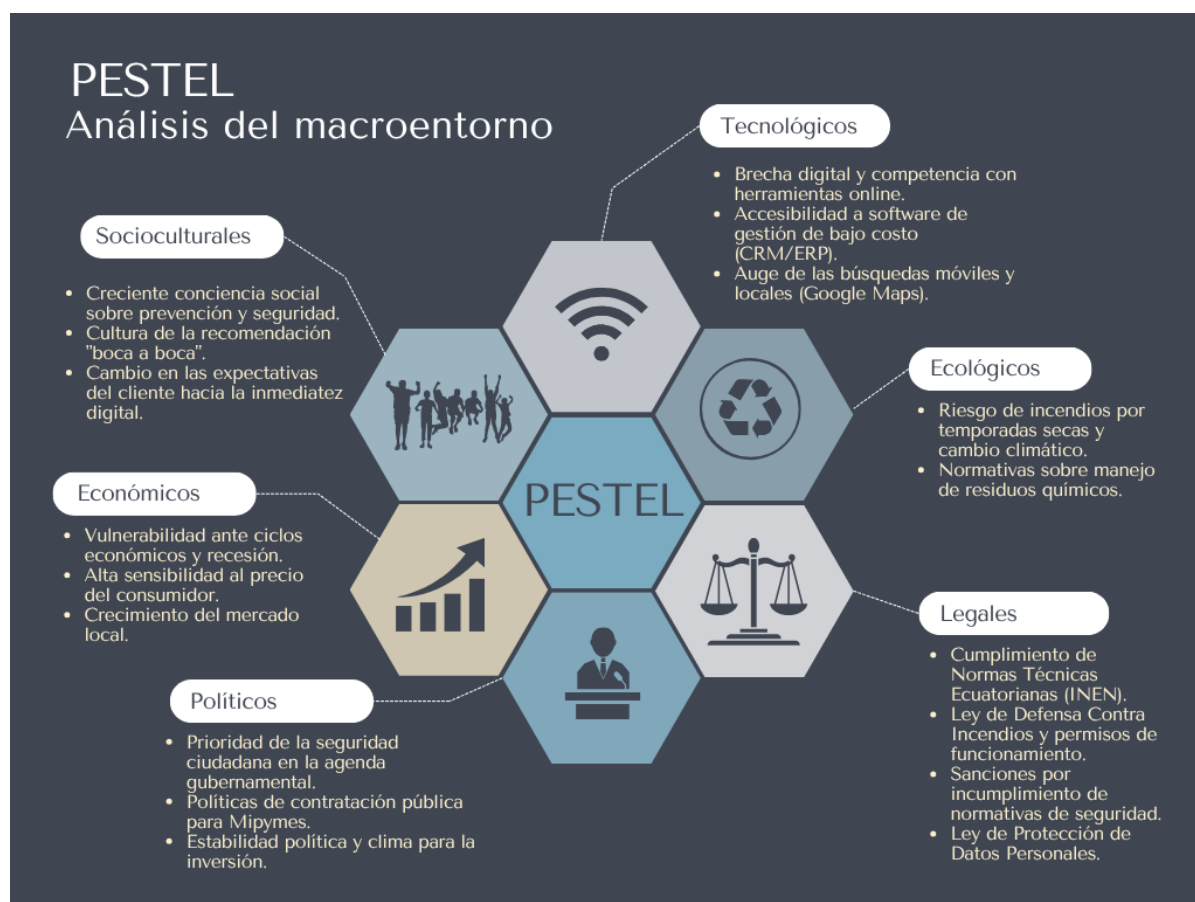 PESTEL
Análisis del macroentorno
Tecnológicos
• Brecha digital y competencia con
herramientas online.
• Accesibilidad a software de
gestión de bajo costo
(CRM/ERP).
• Auge de las búsquedas móviles y
locales (Google Maps).
Socioculturales
• Creciente conciencia social
sobre prevención y seguridad.
• Cultura de la recomendación
"boca a boca".
• Cambio en las expectativas
del cliente hacia la inmediatez
digital.
Ecológicos
• Riesgo de incendios por
temporadas secas y
cambio climático.
• Normativas sobre manejo
de residuos químicos.
PESTEL
Económicos
• Vulnerabilidad ante ciclos
económicos y recesión.
• Alta sensibilidad al precio
del consumidor.
• Crecimiento del mercado
local.
Legales
• Cumplimiento de
Normas Técnicas
Ecuatorianas (INEN).
• Ley de Defensa Contra
Incendios y permisos de
funcionamiento.
• Sanciones por
incumplimiento de
normativas de seguridad.
• Ley de Protección de
Datos Personales.
Políticos
• Prioridad de la seguridad
ciudadana en la agenda
gubernamental.
• Políticas de contratación pública
para Mipymes.
• Estabilidad política y clima para la
inversión.